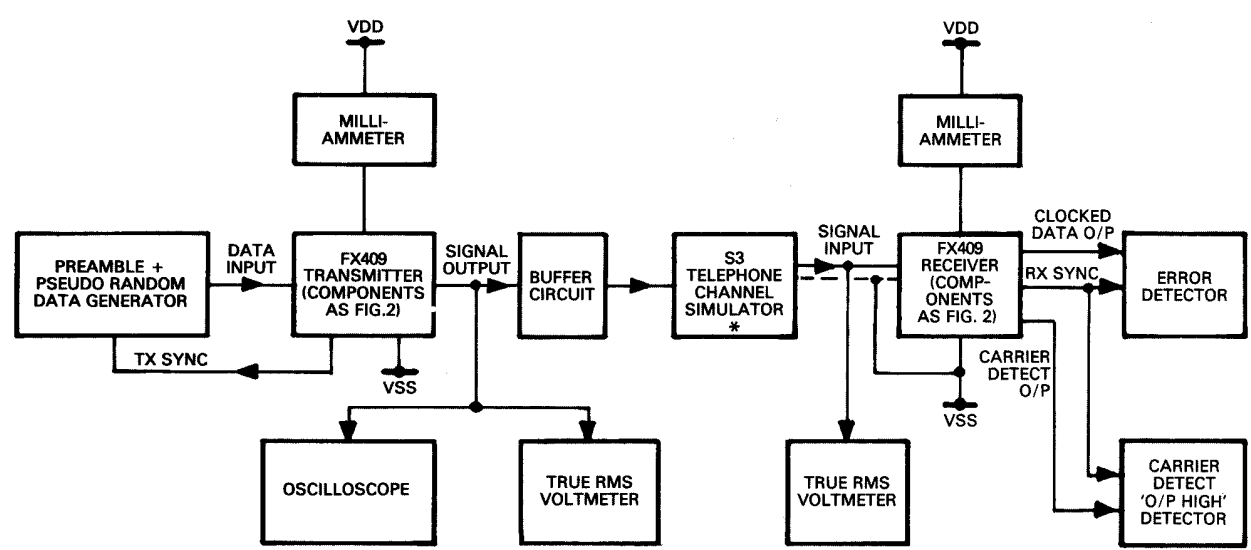 VDD
MILLI-
AMMETER
VDD
MILLI-
AMMETER
PREAMBLE +
PSEUDO RANDOM
DATA GENERATOR
DATA
INPUT
FX409
TRANSMITTER
(COMPONENTS
AS FIG.2)
SIGNAL
OUTPUT
BUFFER
CIRCUIT
S3
TELEPHONE
CHANNEL
SIMULATOR
*
SIGNAL
INPUT
FX409
RECEIVER
(COMP-
ONENTS
AS FIG. 2)
CLOCKED
DATA O/P
RX SYNC
ERROR
DETECTOR
TX SYNC
VSS
CARRIER
DETECT
O/P
VSS
OSCILLOSCOPE
TRUE RMS
VOLTMETER
TRUE RMS
VOLTMETER
CARRIER
DETECT
'O/P HIGH'
DETECTOR